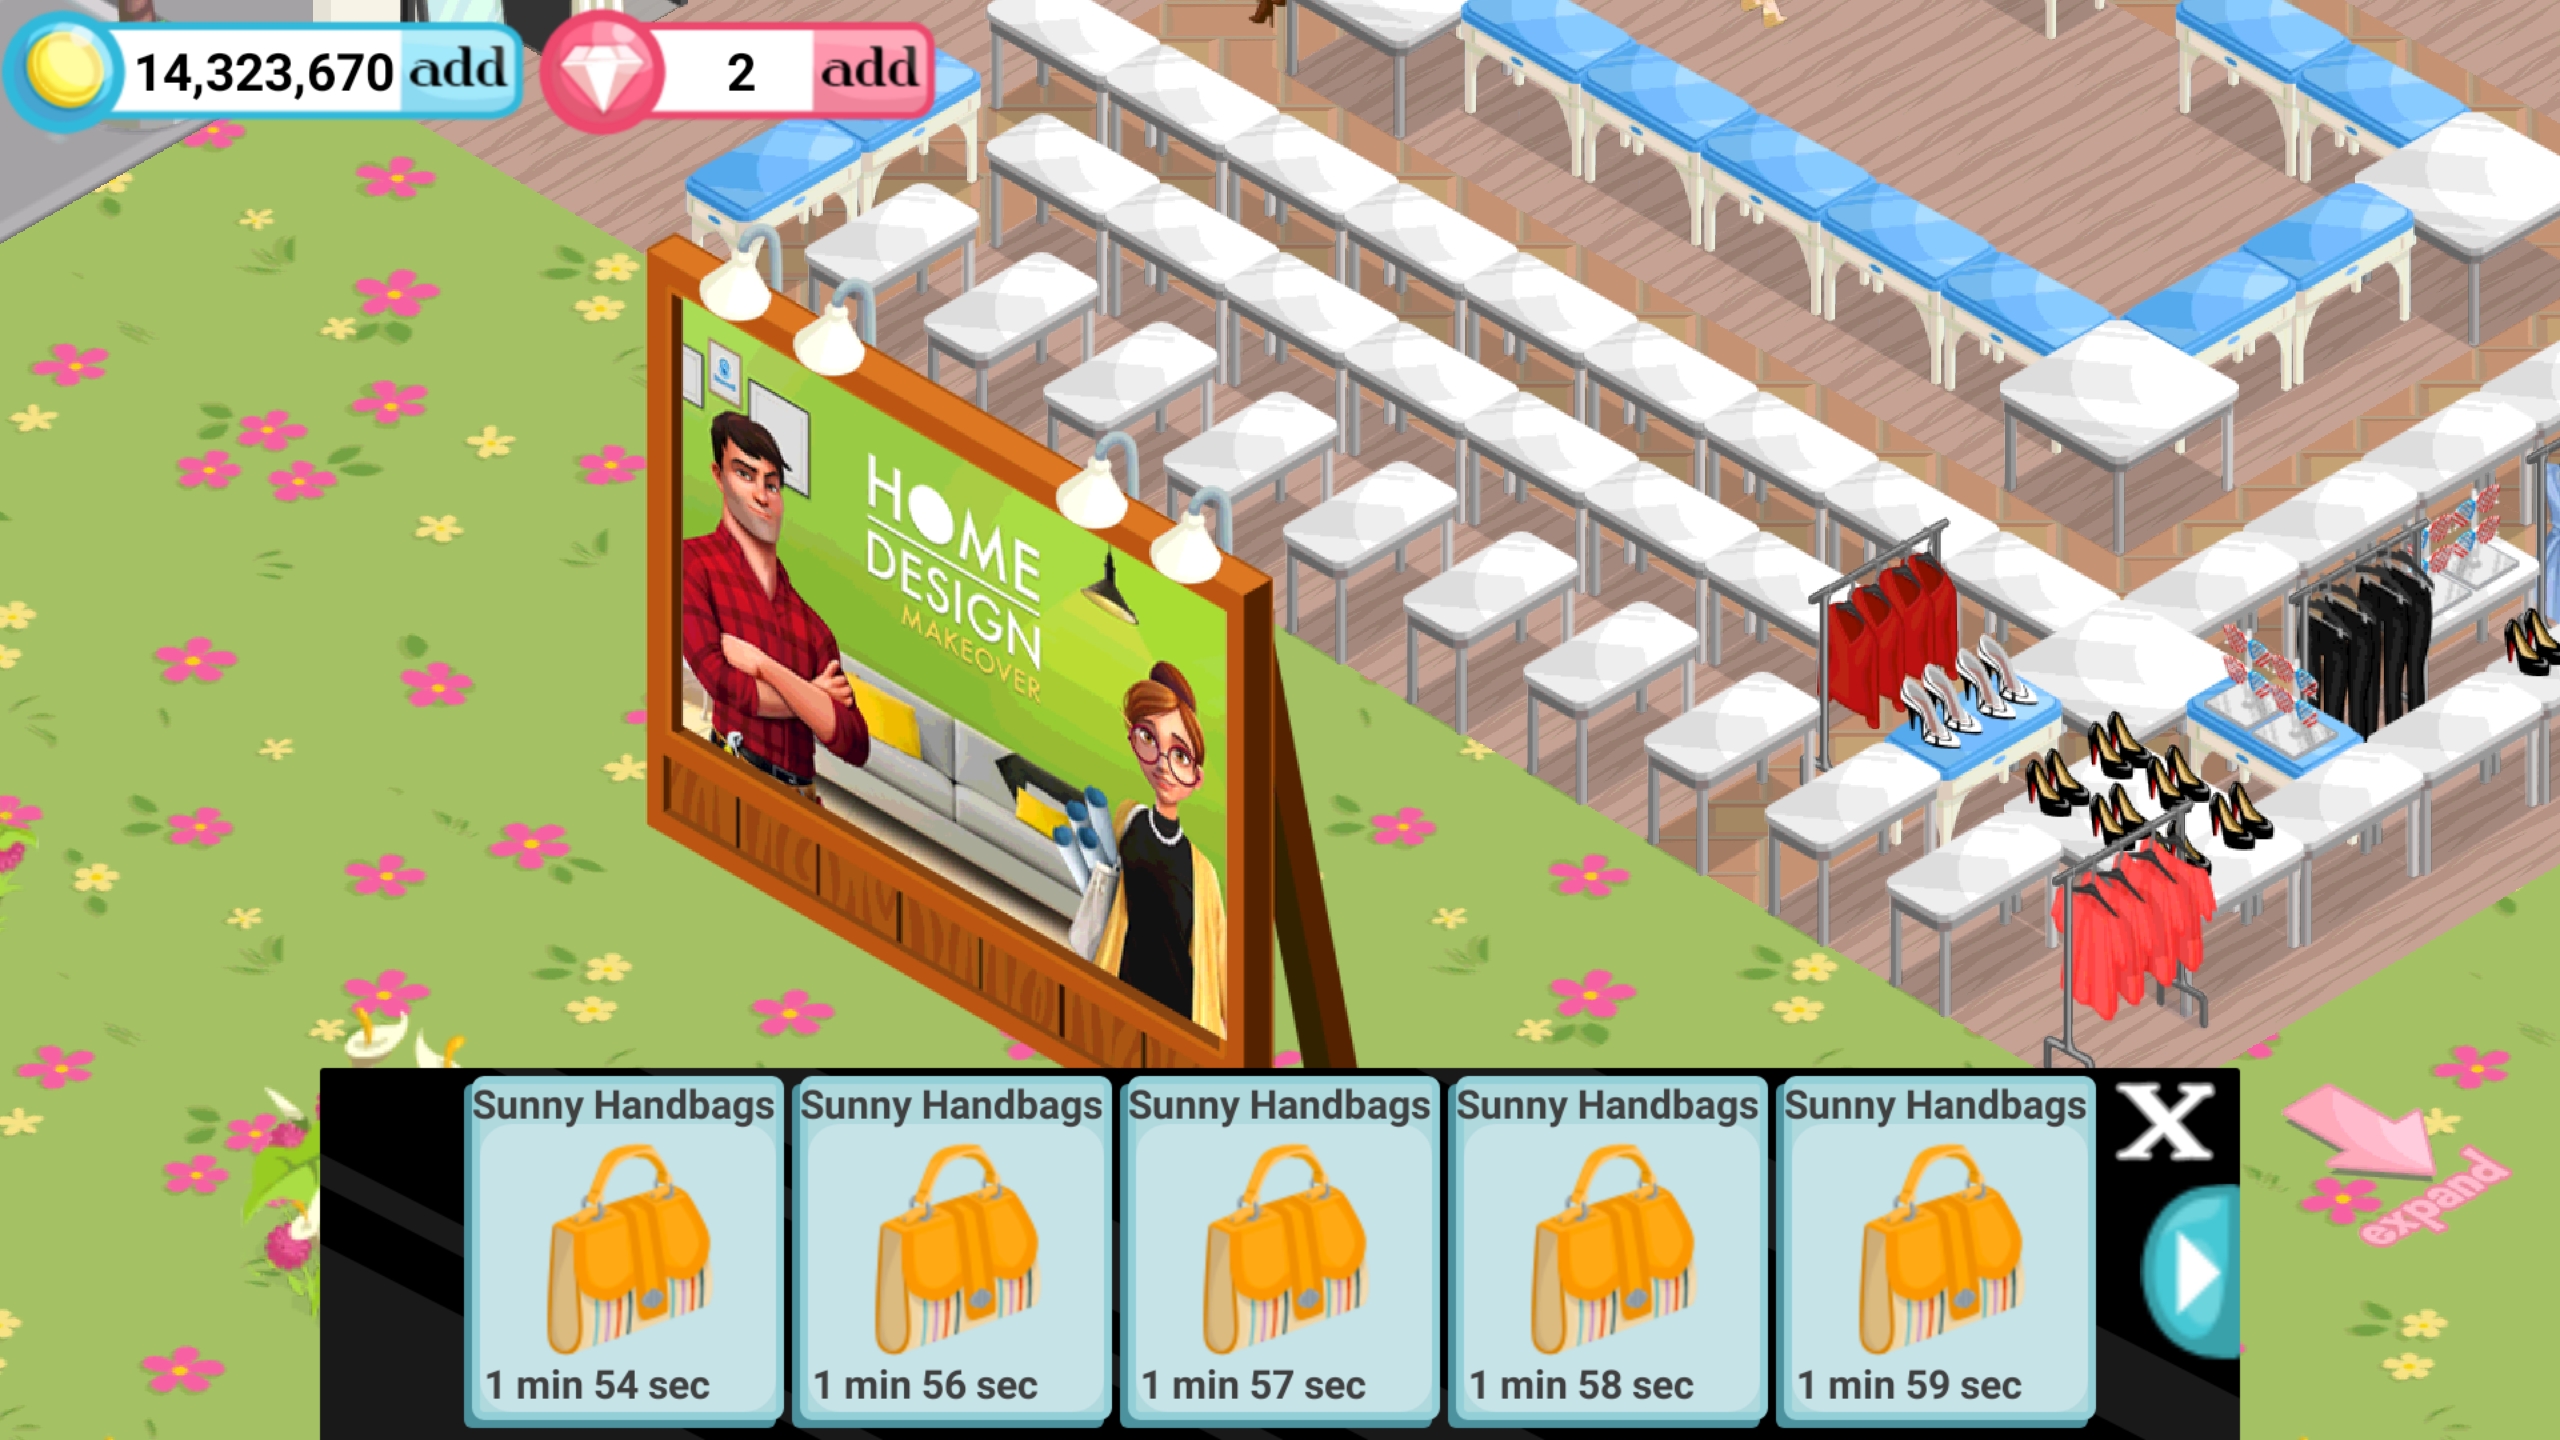 14,323,670 add
2 add
HOME
DESIGN
MAKEOVER
Sunny Handbags
1 min 54 sec
Sunny Handbags
1 min 56 sec
Sunny Handbags
1 min 57 sec
Sunny Handbags
1 min 58 sec
Sunny Handbags
1 min 59 sec
X
expand